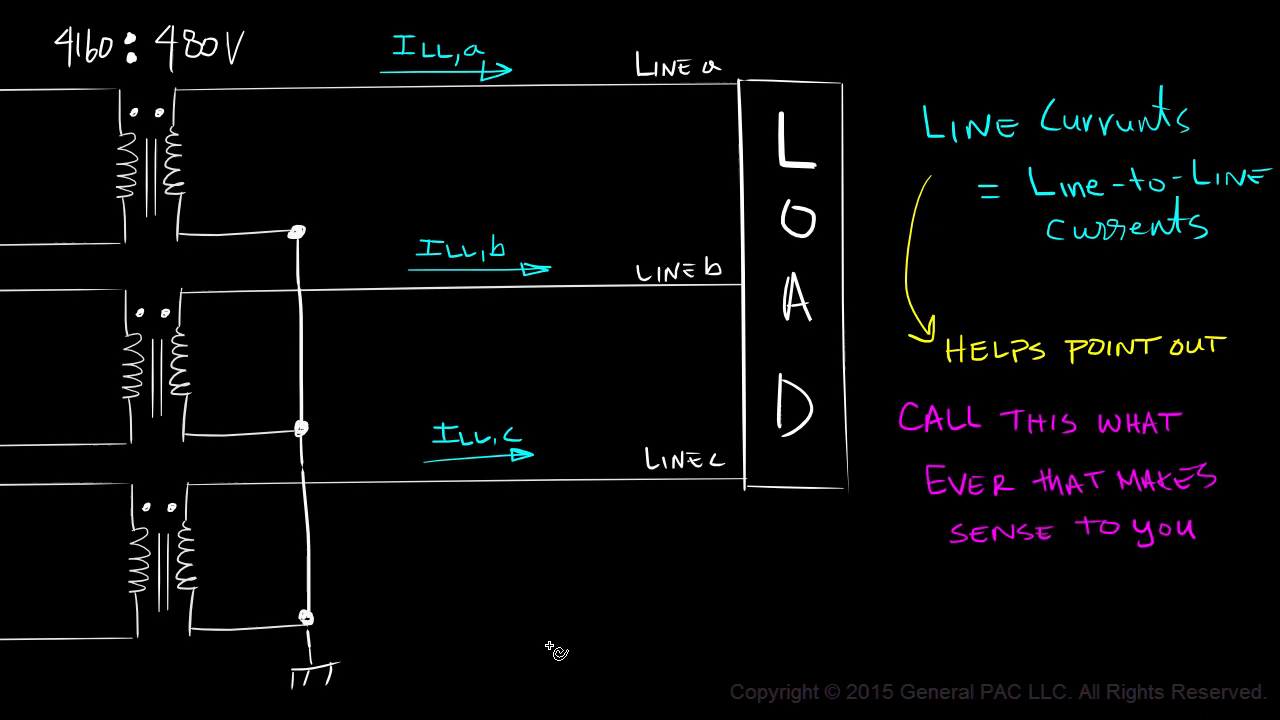 4160 : 480V
ILL,a
LINE a
LOAD
ILL,b
LINE b
ILL,c
LINE c
LINE Currunts
= Line-to-LINE
currents
HELPS POINT OUT
CALL THIS WHAT
EVER tHAT MAKES
SENSE TO YOU
Copyright © 2015 General PAC LLC. All Rights Reserved.